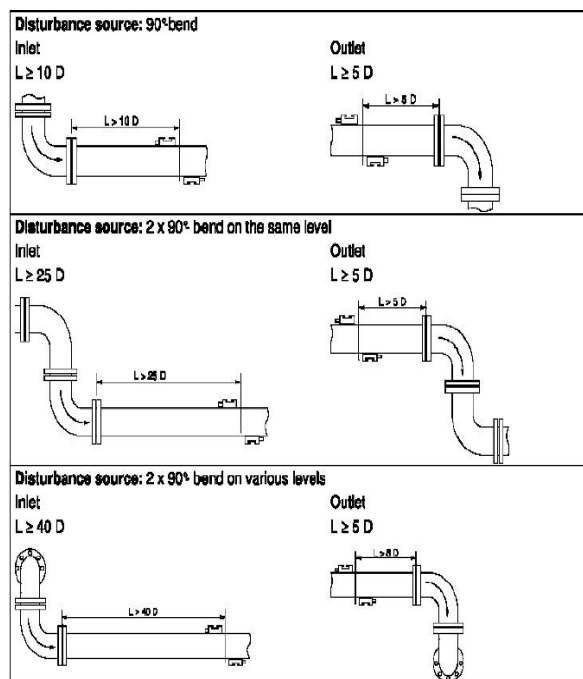 Disturbance source: 90°-bend
Inlet
L ≥ 10 D
L > 10 D
Outlet
L ≥ 5 D
L > 5 D
Disturbance source: 2 x 90°- bend on the same level
Inlet
L ≥ 25 D
L > 25 D
Outlet
L ≥ 5 D
L > 5 D
Disturbance source: 2 x 90°- bend on various levels
Inlet
L ≥ 40 D
L > 40 D
Outlet
L ≥ 5 D
L > 5 D